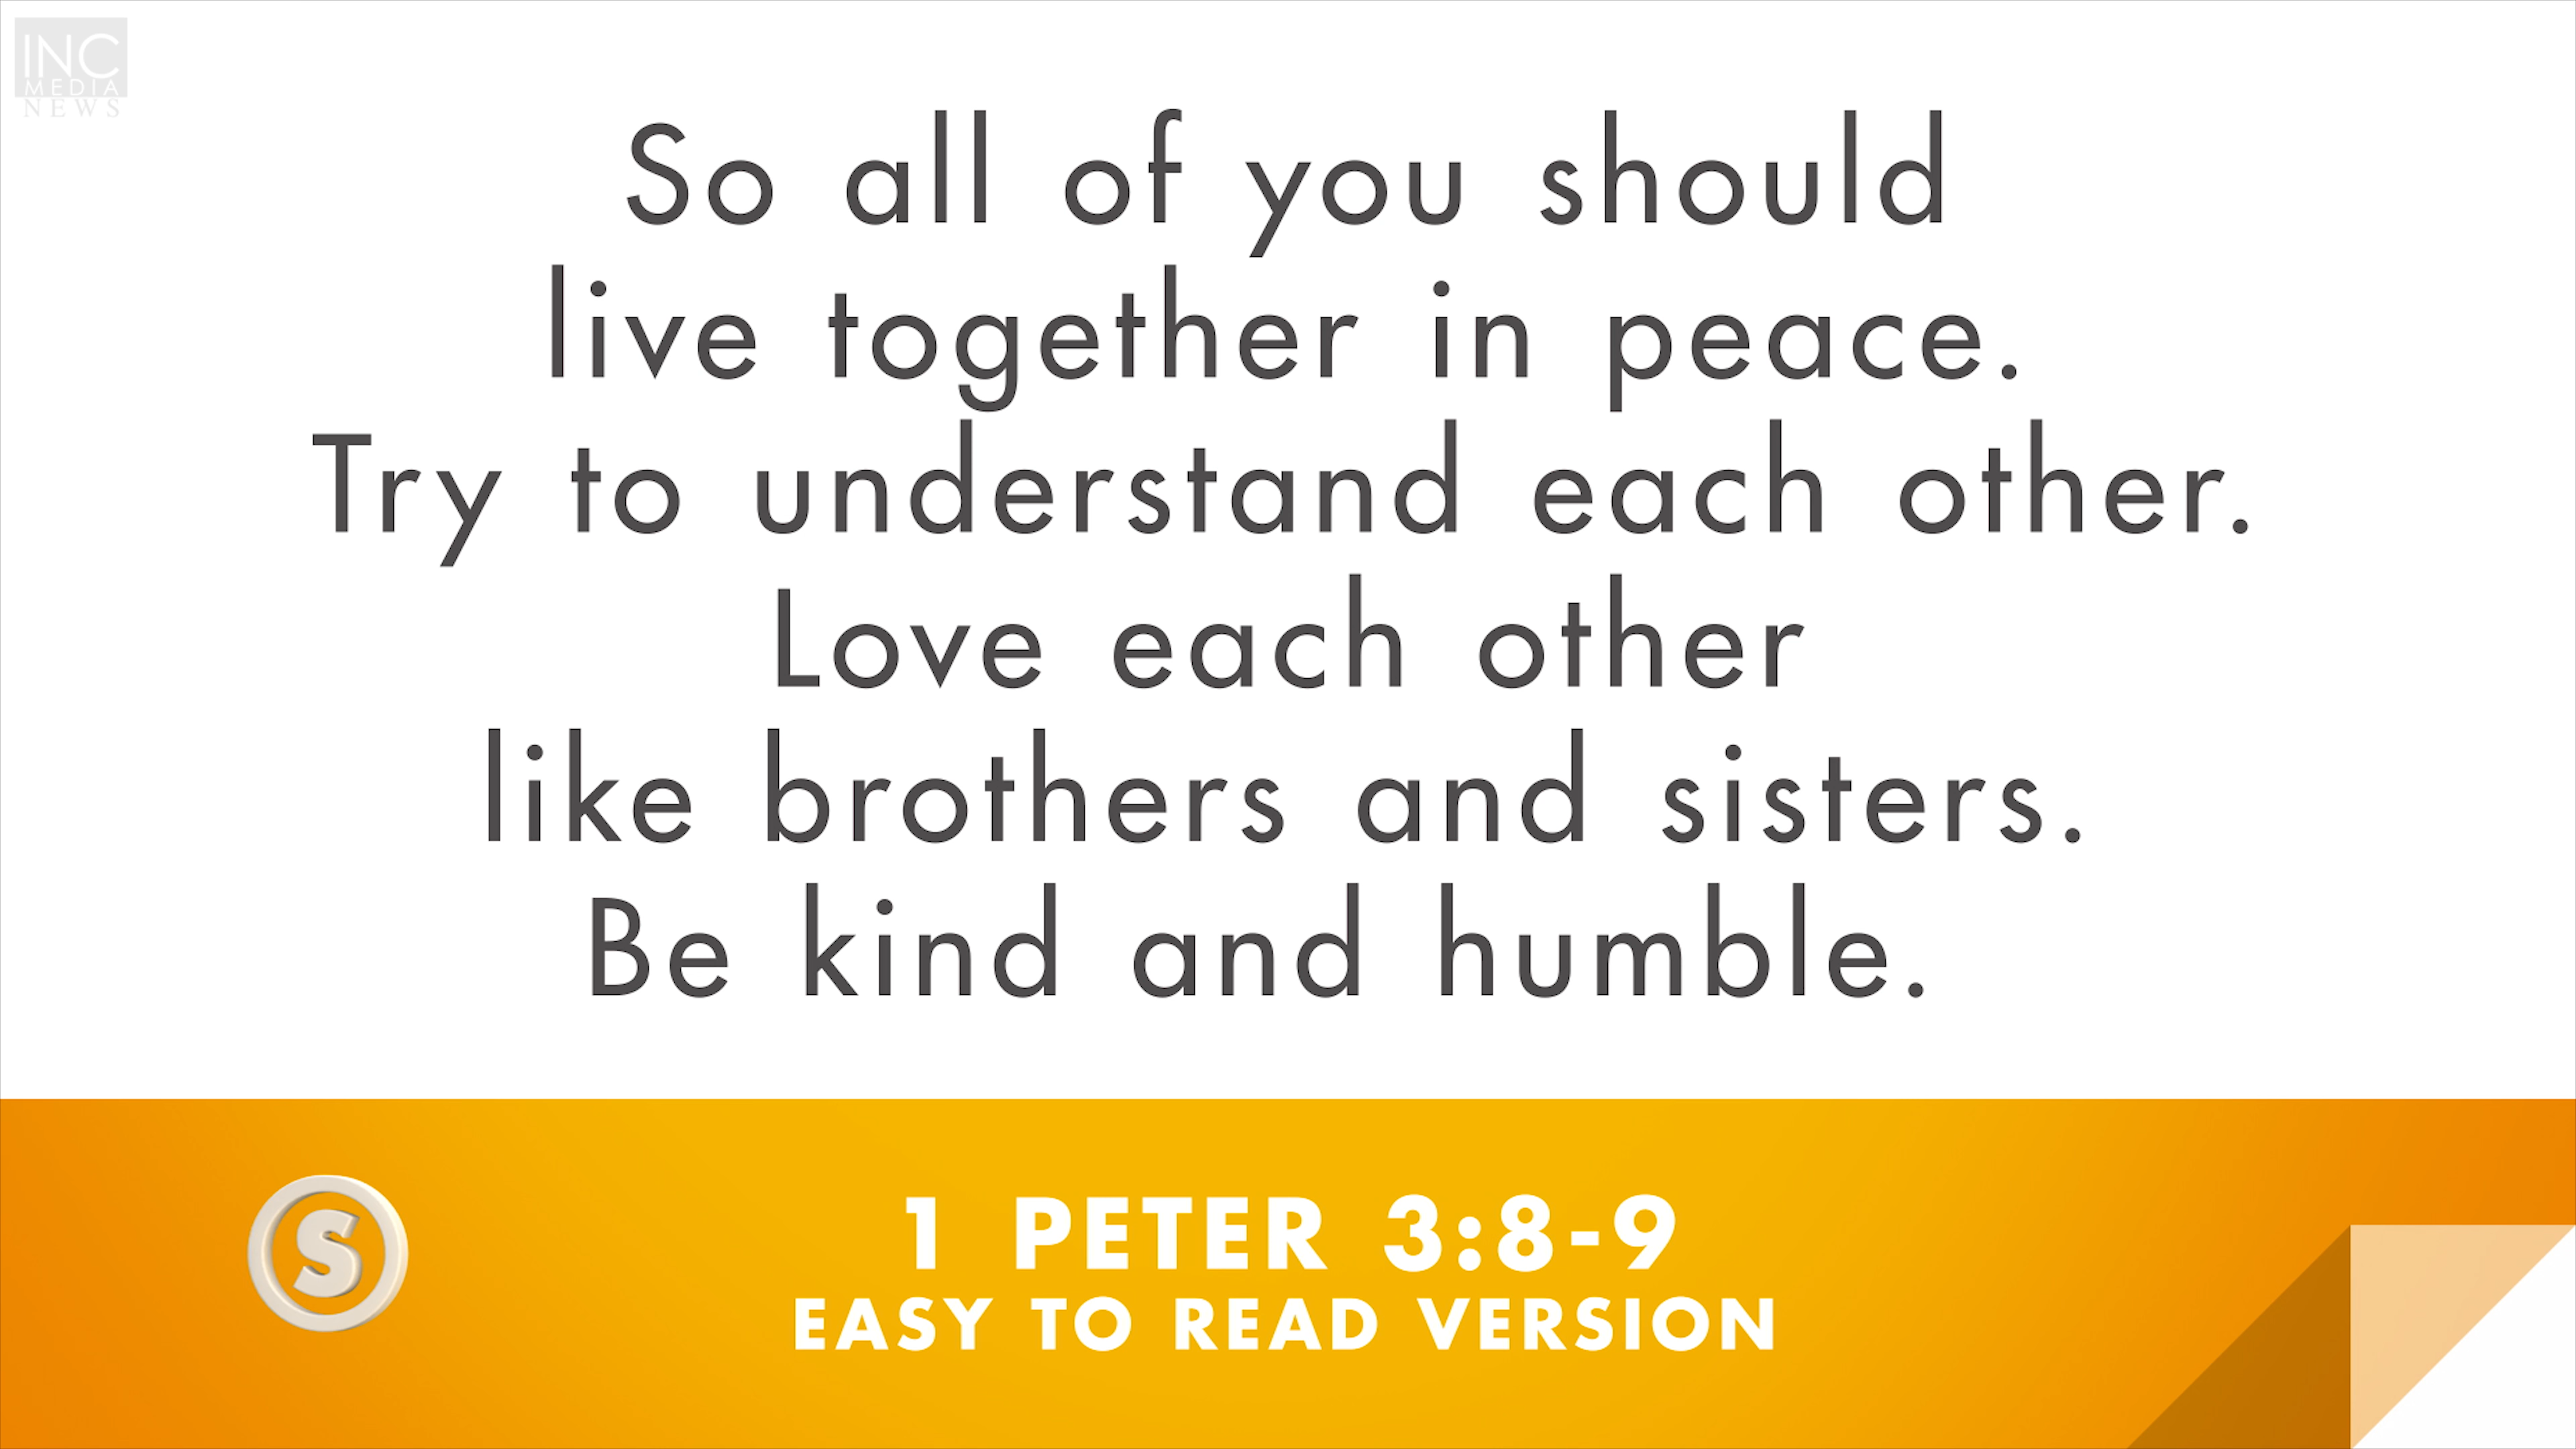 INC
MEDIA
NEWS
So all of you should
live together in peace.
Try to understand each other.
Love each other
like brothers and sisters.
Be kind and humble.
S
1 PETER 3:8-9
EASY TO READ VERSION